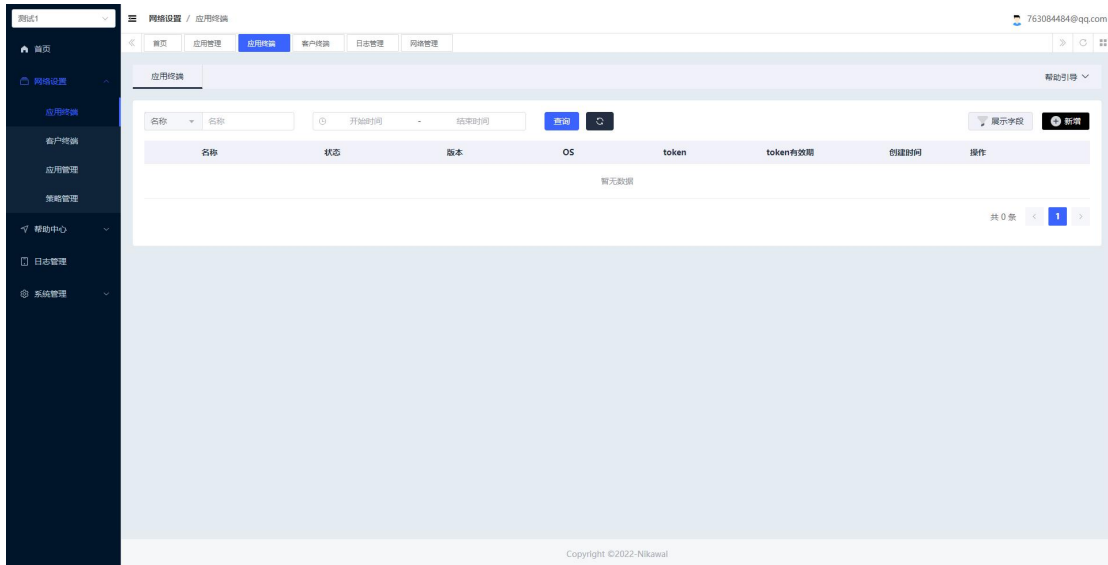 测试1
网络设置 / 应用终端
763084484@qq.com
首页 应用管理 应用终端 客户终端 日志管理 网络管理
首页
网络设置
应用终端
客户终端
应用管理
策略管理
帮助中心
日志管理
系统管理
应用终端
帮助引导
名称 名称 开始时间 - 结束时间 查询 展示字段 新增
名称 状态 版本 OS token token有效期 创建时间 操作
暂无数据
共 0 条 1
Copyright ©2022-Nikawal